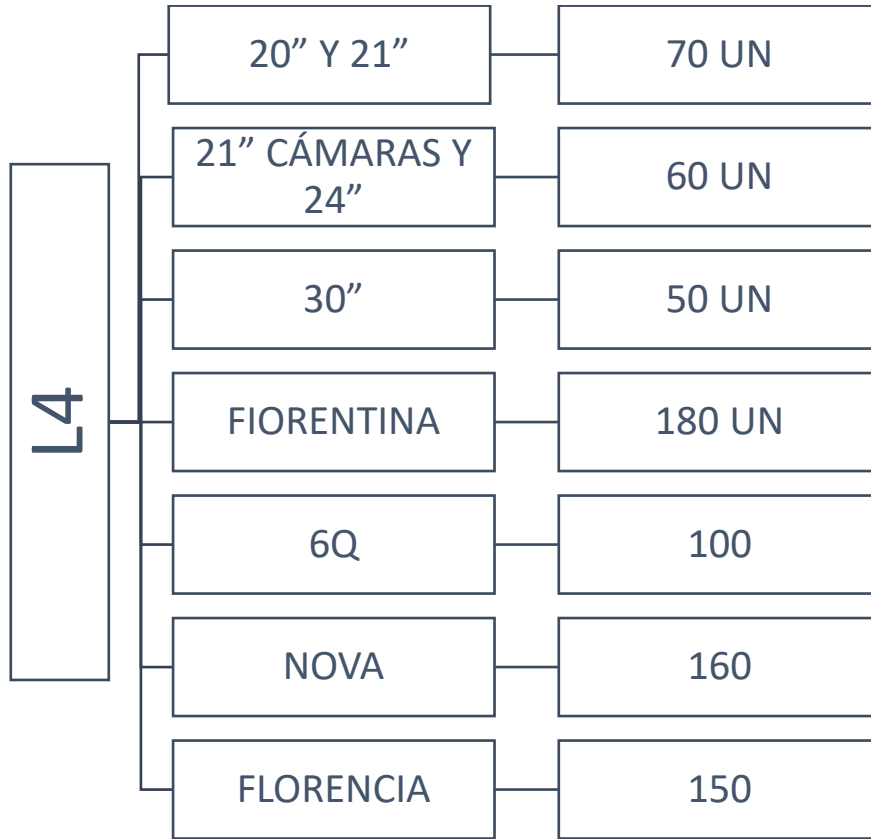 L4
20” Y 21”
70 UN
21” CÁMARAS Y
24”
60 UN
30”
50 UN
FIORENTINA
180 UN
6Q
100
NOVA
160
FLORENCIA
150